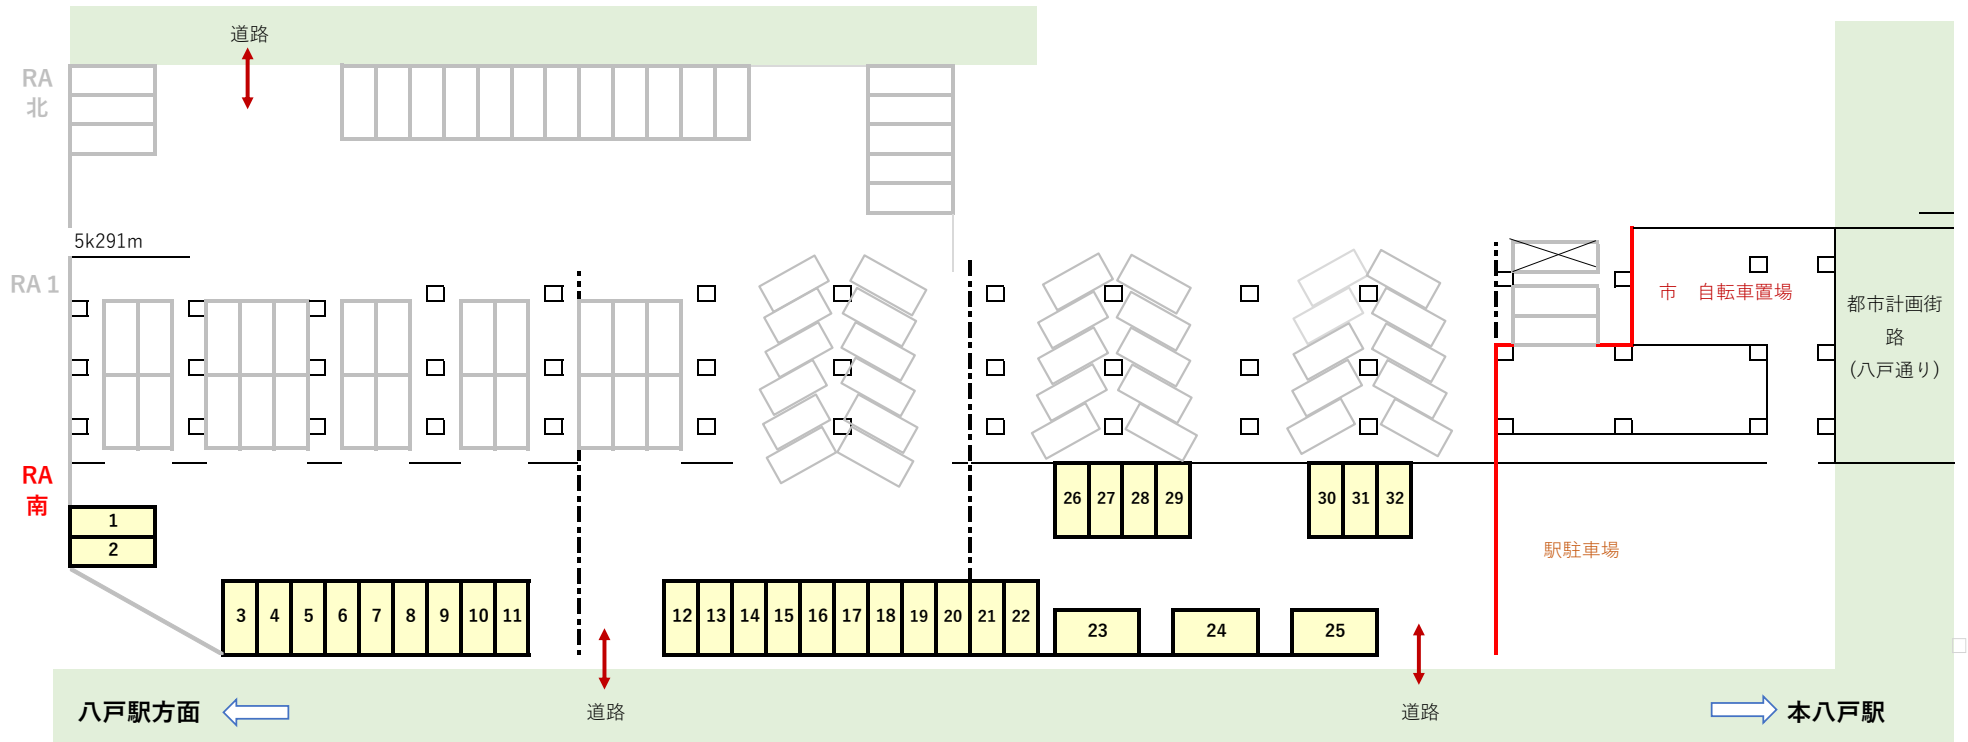 道路
RA
北
5k291m
RA 1
市　自転車置場
都市計画街
路
(八戸通り)
RA
南
26 27 28 29
30 31 32
1
2
駅駐車場
3 4 5 6 7 8 9 10 11
12 13 14 15 16 17 18 19 20 21 22
23
24
25
八戸駅方面
道路
道路
本八戸駅